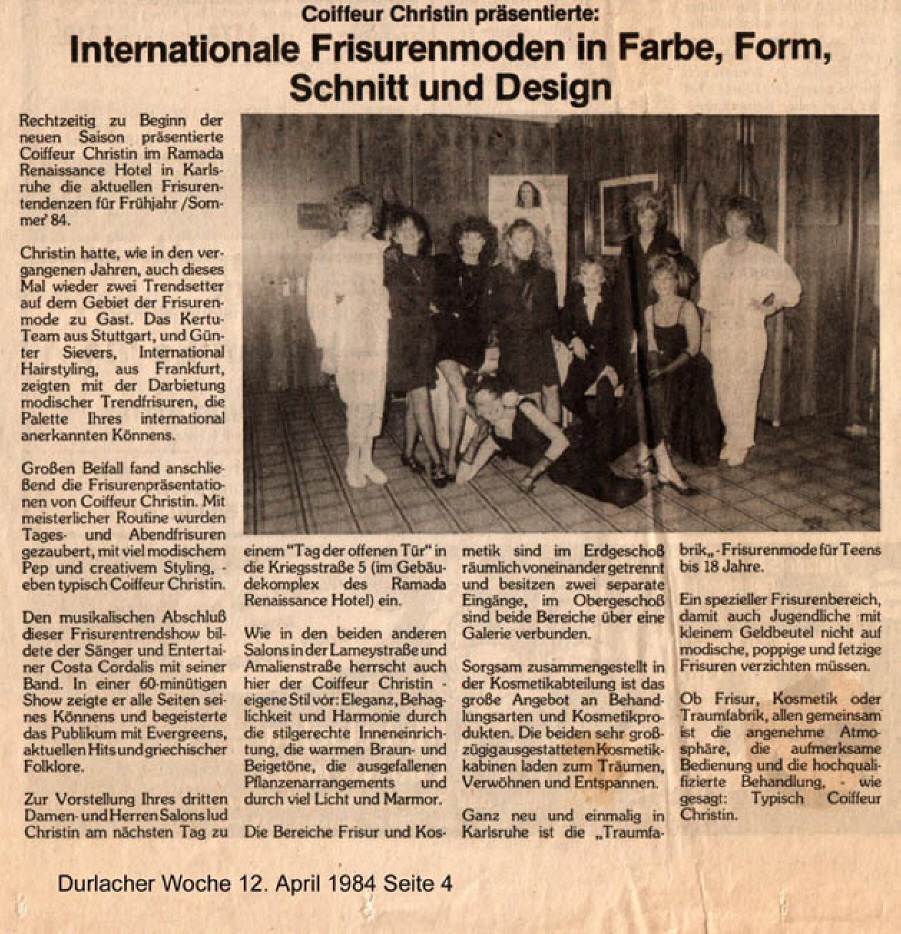 Coiffeur Christin präsentierte:
Internationale Frisurenmoden in Farbe, Form,
Schnitt und Design
Rechtzeitig zu Beginn der
neuen Saison präsentierte
Coiffeur Christin im Ramada
Renaissance Hotel in Karls-
ruhe die aktuellen Frisuren-
tendenzen für Frühjahr /Som-
mer' 84.
Christin hatte, wie in den ver-
gangenen Jahren, auch dieses
Mal wieder zwei Trendsetter
auf dem Gebiet der Frisuren-
mode zu Gast. Das Kertu-
Team aus Stuttgart, und Gün-
ter Sievers, International
Hairstyling, aus Frankfurt,
zeigten mit der Darbietung
modischer Trendfrisuren, die
Palette Ihres international
anerkannten Könnens.
Großen Beifall fand anschlie-
ßend die Frisurenpräsentatio-
nen von Coiffeur Christin. Mit
meisterlicher Routine wurden
Tages- und Abendfrisuren
gezaubert, mit viel modischem
Pep und creativem Styling, -
eben typisch Coiffeur Christin.
Den musikalischen Abschluß
dieser Frisurentrendshow bil-
dete der Sänger und Entertai-
ner Costa Cordalis mit seiner
Band. In einer 60-minütigen
Show zeigte er alle Seiten sei-
nes Könnens und begeisterte
das Publikum mit Evergreens,
aktuellen Hits und griechischer
Folklore.
Zur Vorstellung Ihres dritten
Damen- und Herren Salons lud
Christin am nächsten Tag zu
einem "Tag der offenen Tür" in
die Kriegsstraße 5 (im Gebäu-
dekomplex des Ramada
Renaissance Hotel) ein.
Wie in den beiden anderen
Salons in der Lameystraße und
Amalienstraße herrscht auch
hier der Coiffeur Christin -
eigene Stil vor: Eleganz, Behag-
lichkeit und Harmonie durch
die stilgerechte Inneneinrich-
tung, die warmen Braun- und
Beigetöne, die ausgefallenen
Pflanzenarrangements und
durch viel Licht und Marmor.
Die Bereiche Frisur und Kos-
metik sind im Erdgeschoß
räumlich voneinander getrennt
und besitzen zwei separate
Eingänge, im Obergeschoß
sind beide Bereiche über eine
Galerie verbunden.
Sorgsam zusammengestellt in
der Kosmetikabteilung ist das
große Angebot an Behand-
lungsarten und Kosmetikpro-
dukten. Die beiden sehr groß-
zügig ausgestatteten Kosmetik-
kabinen laden zum Träumen,
Verwöhnen und Entspannen.
Ganz neu und einmalig in
Karlsruhe ist die „Traumfa-
brik„ - Frisurenmode für Teens
bis 18 Jahre.
Ein spezieller Frisurenbereich,
damit auch Jugendliche mit
kleinem Geldbeutel nicht auf
modische, poppige und fetzige
Frisuren verzichten müssen.
Ob Frisur, Kosmetik oder
Traumfabrik, allen gemeinsam
ist die angenehme Atmo-
sphäre, die aufmerksame
Bedienung und die hochquali-
fizierte Behandlung, - wie
gesagt: Typisch Coiffeur
Christin.
Durlacher Woche 12. April 1984 Seite 4